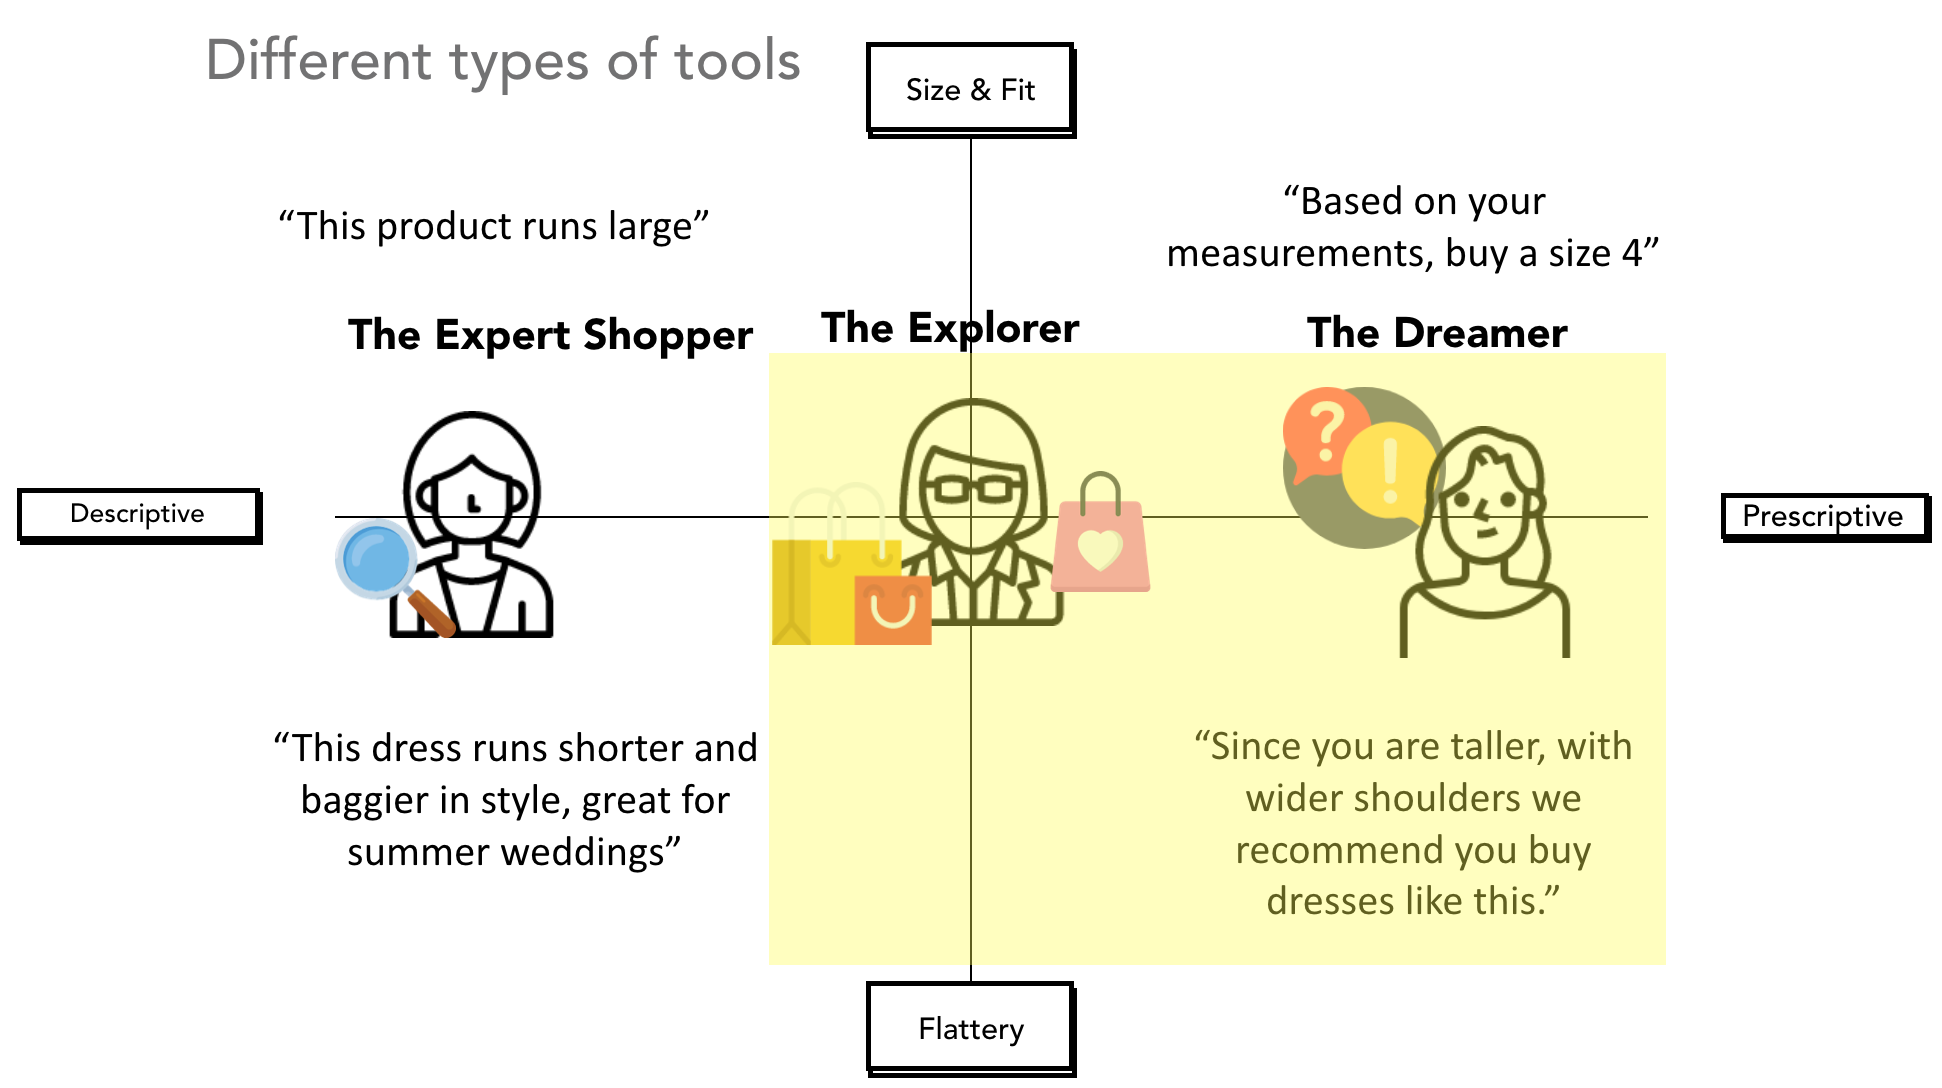 Different types of tools
Size & Fit
“This product runs large”
“Based on your
measurements, buy a size 4”
The Expert Shopper
The Explorer
The Dreamer
?
!
Descriptive
Prescriptive
“This dress runs shorter and
baggier in style, great for
summer weddings”
“Since you are taller, with
wider shoulders we
recommend you buy
dresses like this.”
Flattery